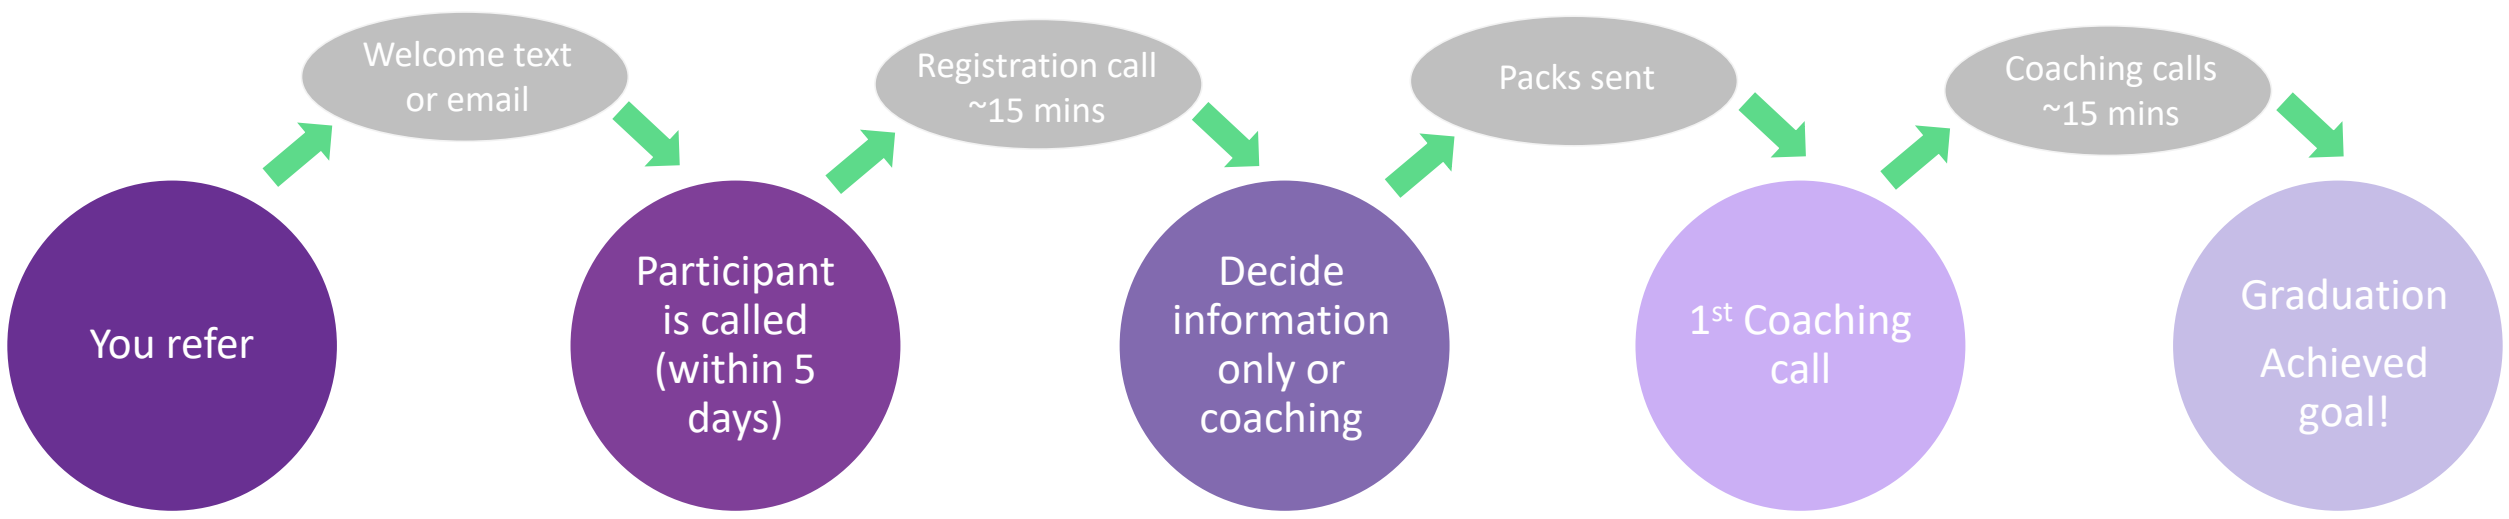 You refer
Welcome text
or email
Participant
is called
(within 5
days)
Registration call
~15 mins
Decide
information
only or
coaching
Packs sent
1st Coaching
call
Coaching calls
~15 mins
Graduation
Achieved
goal!